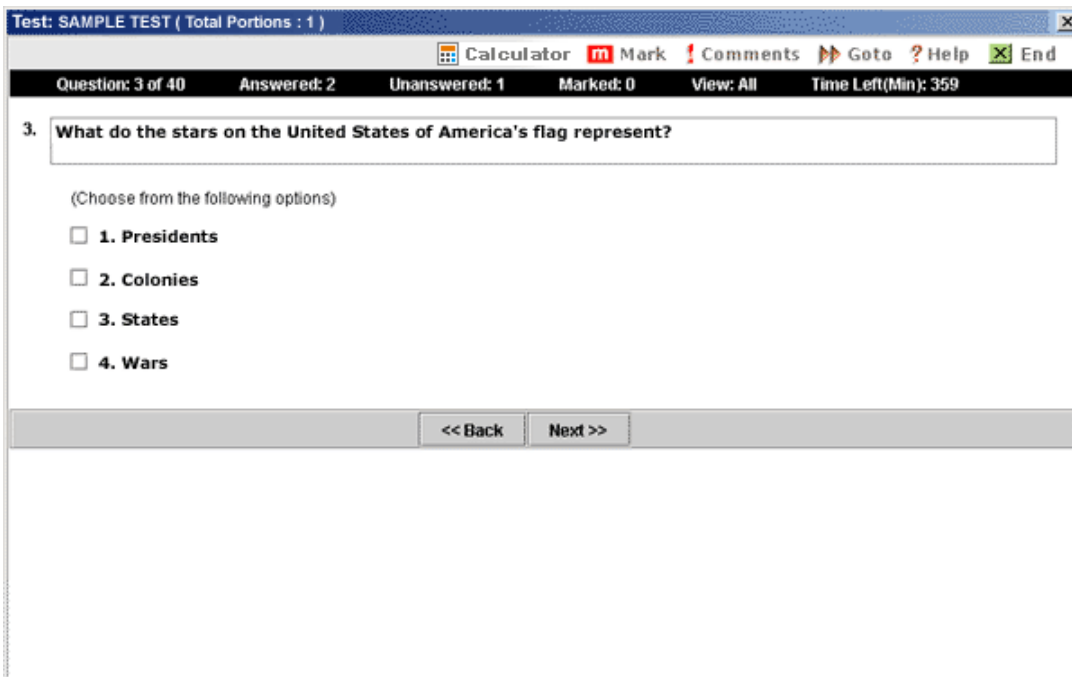 Test: SAMPLE TEST ( Total Portions : 1 )
Calculator m Mark ! Comments Goto ? Help X End
Question: 3 of 40 Answered: 2 Unanswered: 1 Marked: 0 View: All Time Left(Min): 359
3. What do the stars on the United States of America's flag represent?
(Choose from the following options)
1. Presidents
2. Colonies
3. States
4. Wars
<< Back Next >>